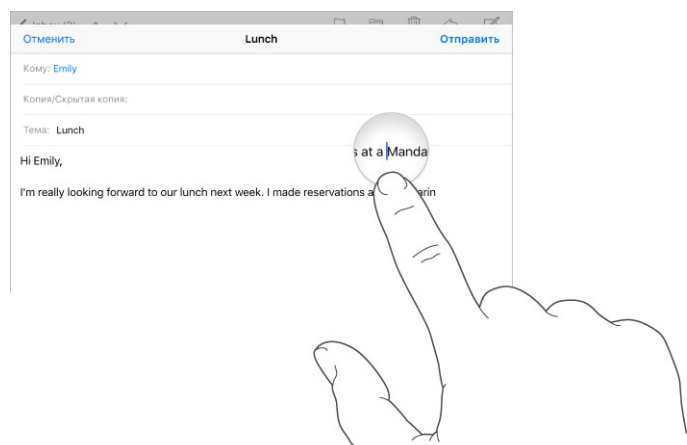 Отменить Lunch Отправить
Кому: Emily
Копия/Скрытая копия:
Тема: Lunch
s at a Manda
Hi Emily,
I'm really looking forward to our lunch next week. I made reservations a arin